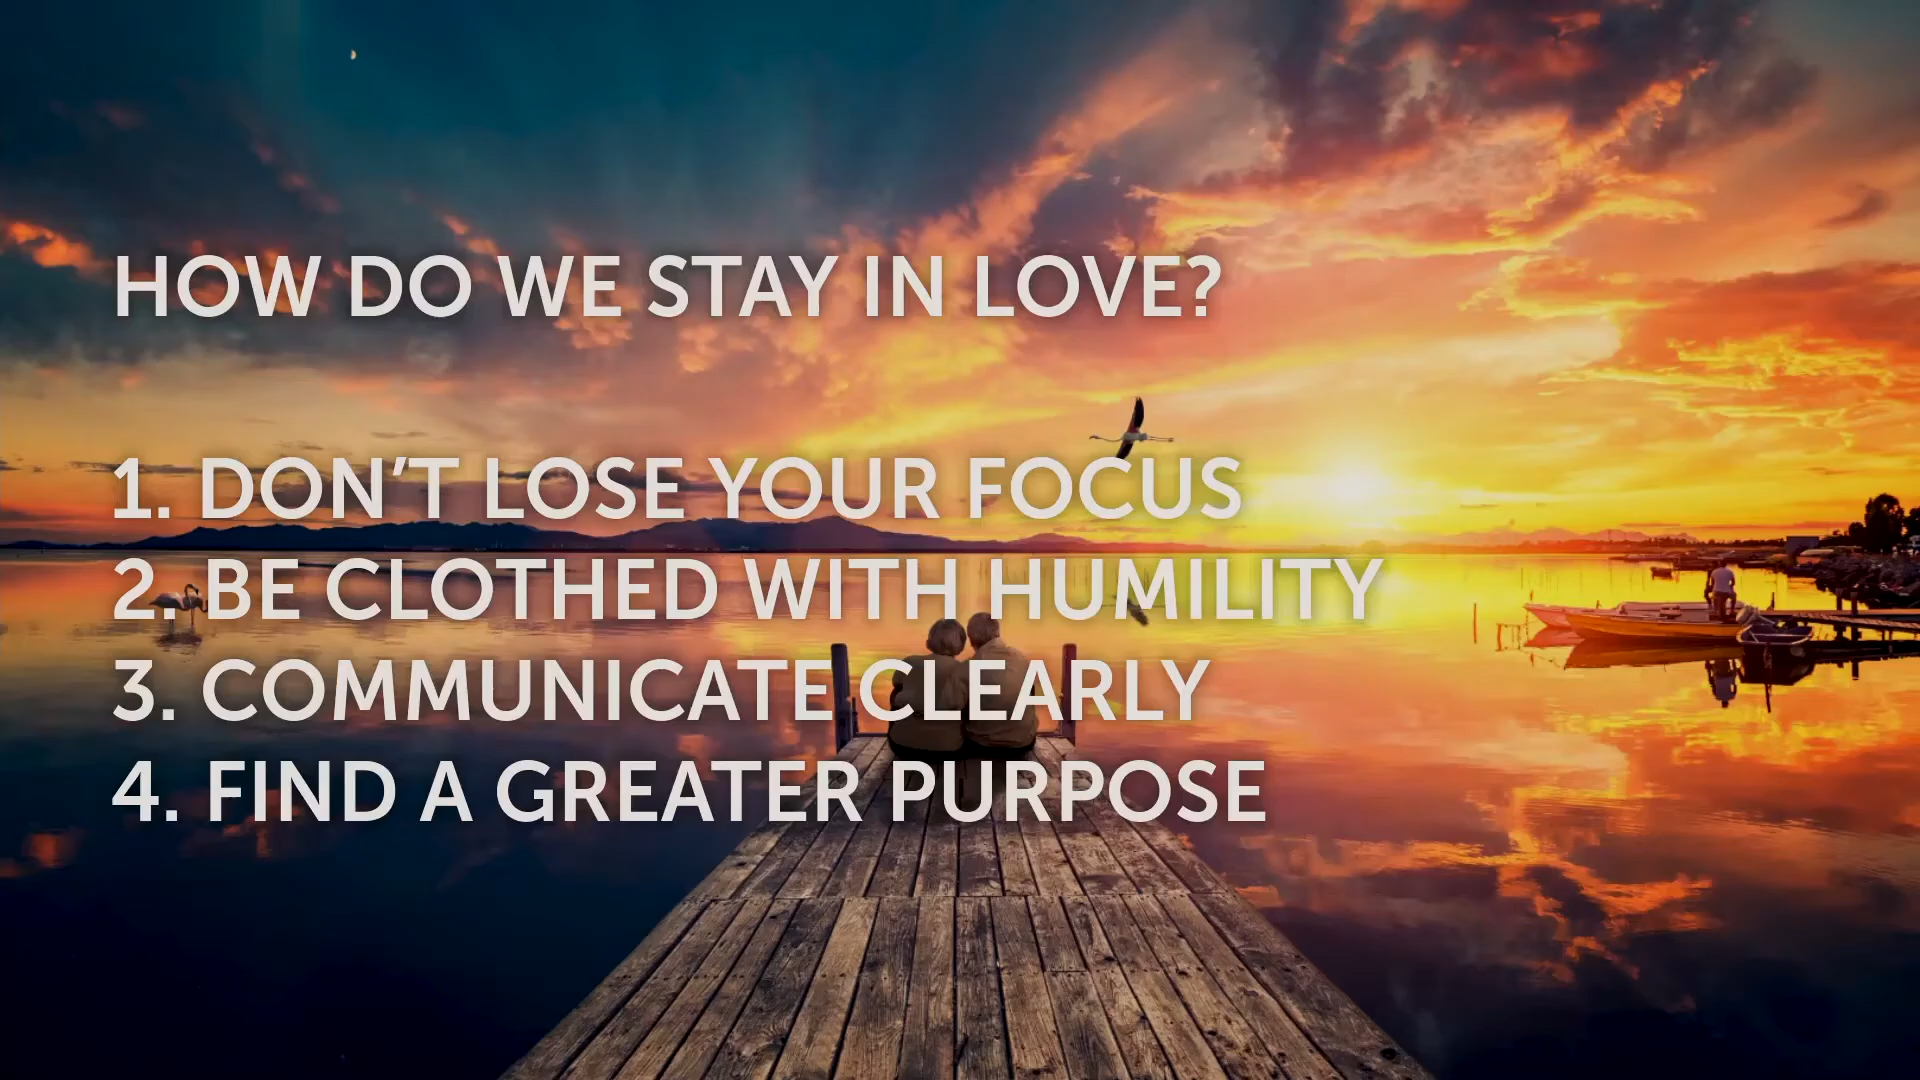 HOW DO WE STAY IN LOVE?
1. DON'T LOSE YOUR FOCUS
2. BE CLOTHED WITH HUMILITY
3. COMMUNICATE CLEARLY
4. FIND A GREATER PURPOSE